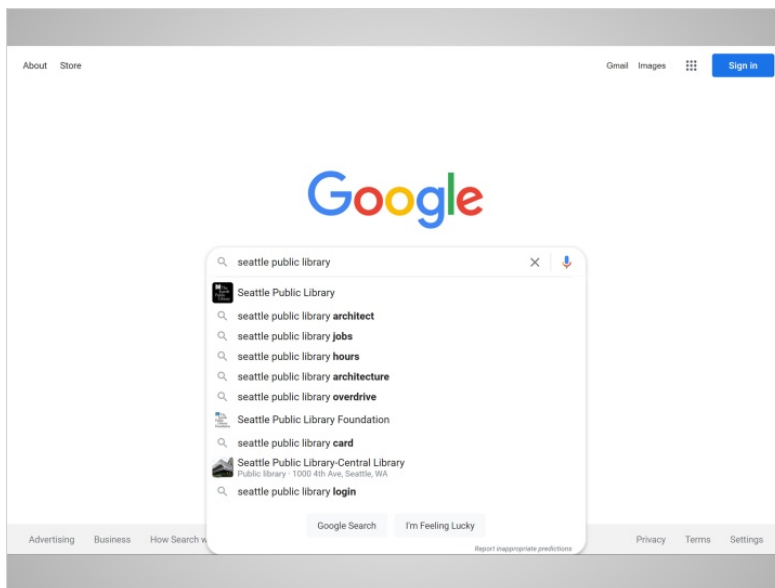 About Store
Gmail Images
Sign in
Google
seattle public library
Seattle Public Library
seattle public library architect
seattle public library jobs
seattle public library hours
seattle public library architecture
seattle public library overdrive
Seattle Public Library Foundation
seattle public library card
Seattle Public Library-Central Library
Public library · 1000 4th Ave, Seattle, WA
seattle public library login
Google Search I'm Feeling Lucky
Report inappropriate predictions
Advertising Business How Search w
Privacy Terms Settings